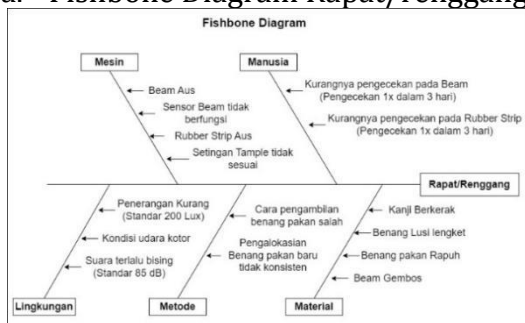 a. Fishbone Diagram Rapat/renggang
Fishbone Diagram
Mesin
Manusia
Beam Aus
Sensor Beam tidak
berfungsi
Rubber Strip Aus
Setingan Tample tidak
sesuai
Kurangnya pengecekan pada Beam
(Pengecekan 1x dalam 3 hari)
Kurangnya pengecekan pada Rubber Strip
(Pengecekan 1x dalam 3 hari)
Rapat/Renggang
Penerangan Kurang
(Standar 200 Lux)
Kondisi udara kotor
Suara terlalu bising
(Standar 85 dB)
Cara pengambilan
benang pakan salah
Pengalokasian
Benang pakan baru
tidak konsisten
Kanji Berkerak
Benang Lusi lengket
Benang pakan Rapuh
Beam Gembos
Lingkungan
Metode
Material